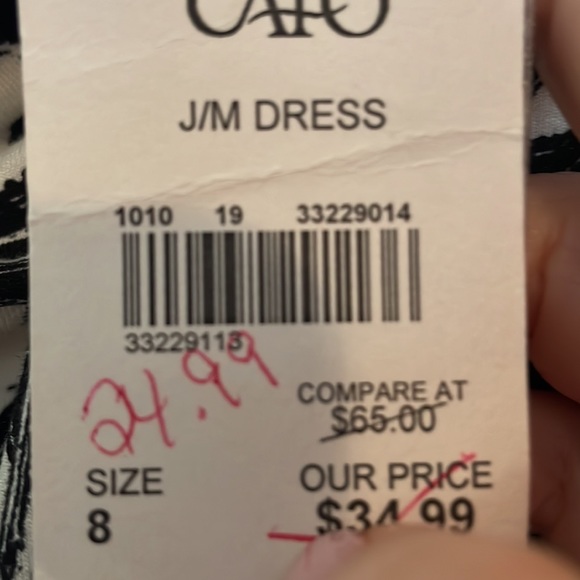 CATO
J/M DRESS
1010 19 33229014
33229113
24.99
COMPARE AT
$65.00
SIZE
OUR PRICE
8
$34.99